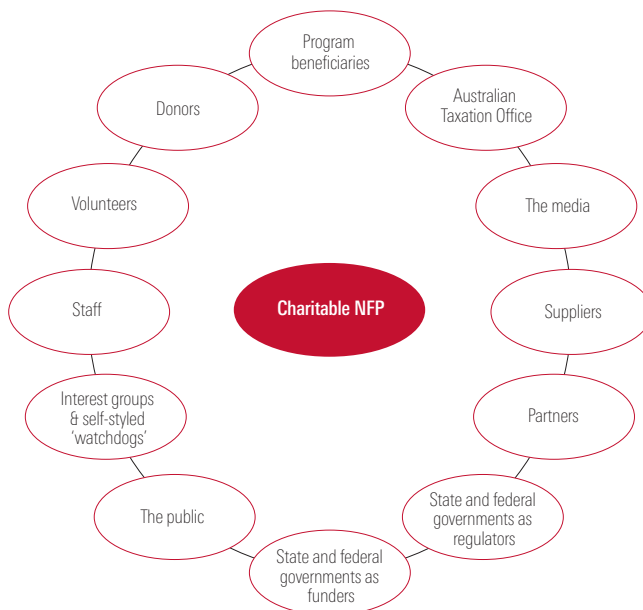 Program
beneficiaries
Australian
Taxation Office
The media
Suppliers
Partners
State and federal
governments as
regulators
State and federal
governments as
funders
The public
Interest groups
& self-styled
‘watchdogs’
Staff
Volunteers
Donors
Charitable NFP